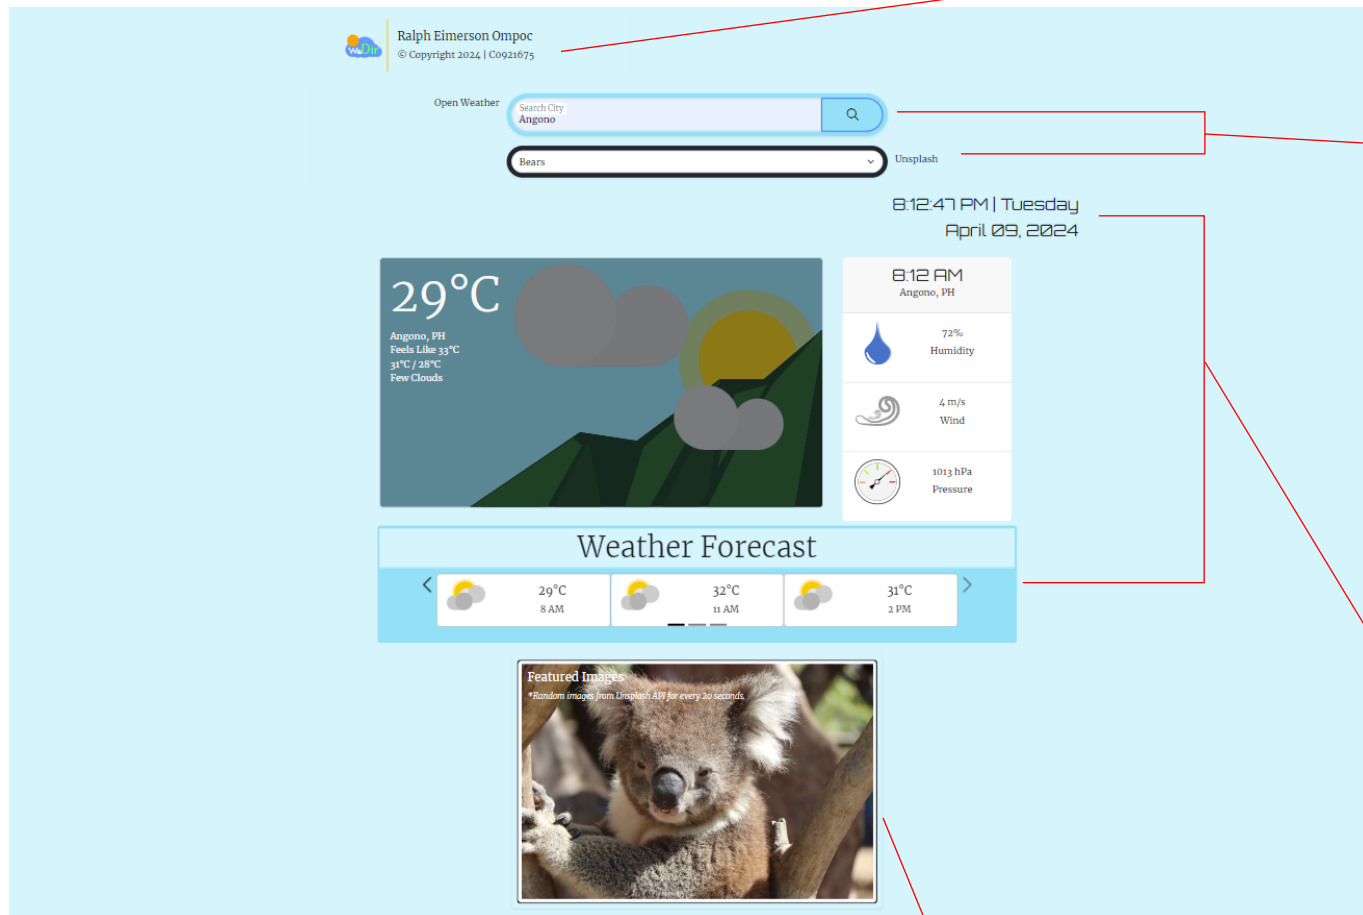 WeDir
Ralph Eimerson Ompoc
© Copyright 2024 | C0921675
Open Weather
Search City
Angono
Bears
Unsplash
8:12:47 PM | Tuesday
April 09, 2024
29°C
Angono, PH
Feels Like 33°C
31°C / 28°C
Few Clouds
8:12 AM
Angono, PH
72%
Humidity
4 m/s
Wind
1013 hPa
Pressure
Weather Forecast
29°C
8 AM
32°C
11 AM
31°C
2 PM
Featured Images
*Random images from Unsplash API for every 20 seconds.